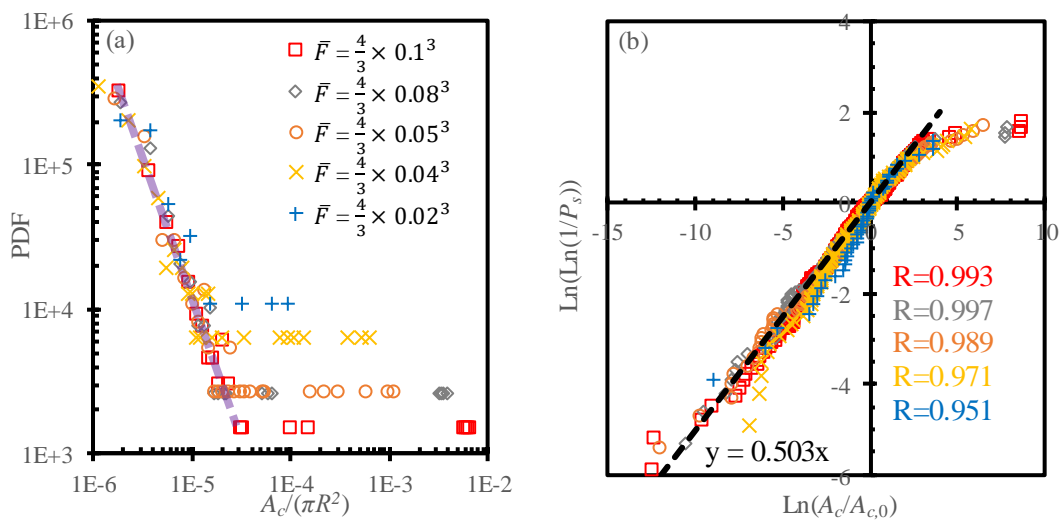 (a)
1E+6
1E+5
1E+4
1E+3
PDF
1E-6 1E-5 1E-4 1E-3 1E-2
A_c/(πR²)
F̄ = 4/3 × 0.1³
F̄ = 4/3 × 0.08³
F̄ = 4/3 × 0.05³
F̄ = 4/3 × 0.04³
F̄ = 4/3 × 0.02³
(b)
4
2
0
-2
-4
-6
-15 -10 -5 0 5 10
Ln(Ln(1/P_s))
Ln(A_c/A_c,0)
R=0.993
R=0.997
R=0.989
R=0.971
R=0.951
y = 0.503x